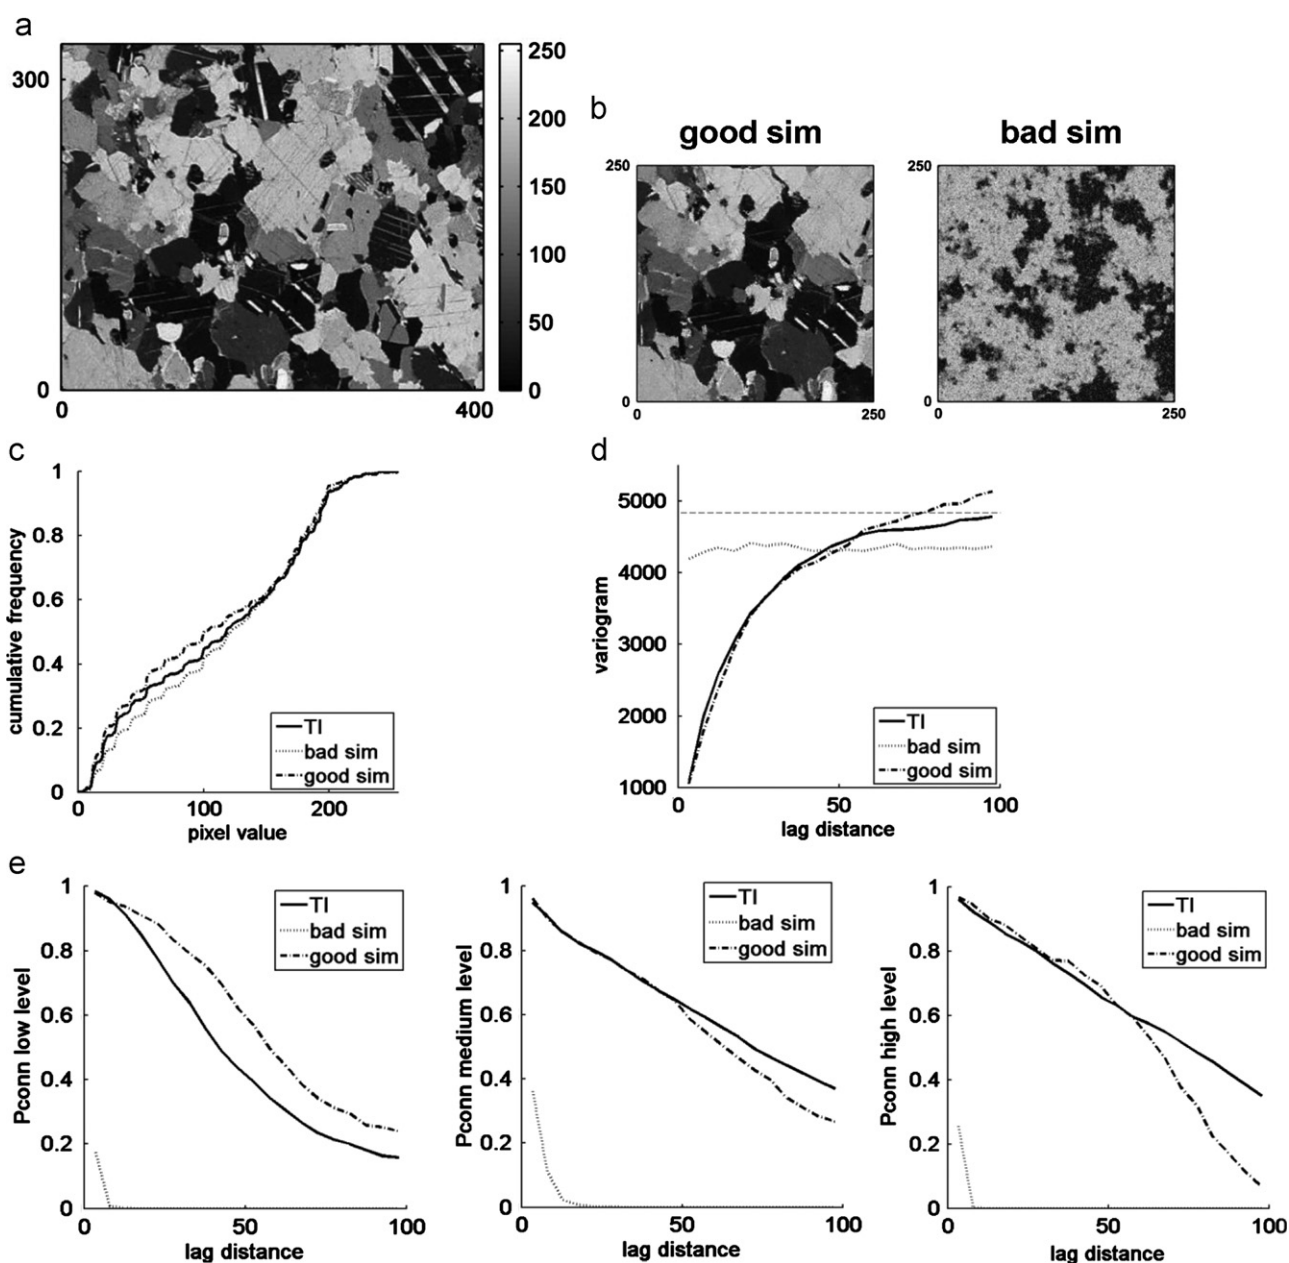 a
300
0
0
400
250
200
150
100
50
0
b
good sim
bad sim
250
0
0
250
250
0
0
250
c
1
0.8
0.6
0.4
0.2
0
0
100
200
cumulative frequency
pixel value
TI
bad sim
good sim
d
5000
4000
3000
2000
1000
0
50
100
variogram
lag distance
TI
bad sim
good sim
e
1
0.8
0.6
0.4
0.2
0
0
50
100
Pconn low level
lag distance
TI
bad sim
good sim
1
0.8
0.6
0.4
0.2
0
0
50
100
Pconn medium level
lag distance
TI
bad sim
good sim
1
0.8
0.6
0.4
0.2
0
0
50
100
Pconn high level
lag distance
TI
bad sim
good sim